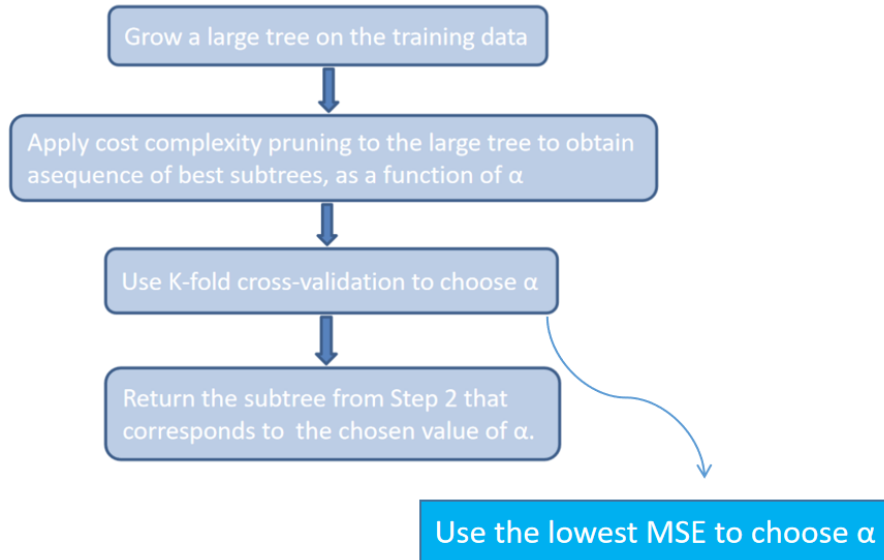 Grow a large tree on the training data
Apply cost complexity pruning to the large tree to obtain
asequence of best subtrees, as a function of α
Use K-fold cross-validation to choose α
Return the subtree from Step 2 that
corresponds to  the chosen value of α.
Use the lowest MSE to choose α